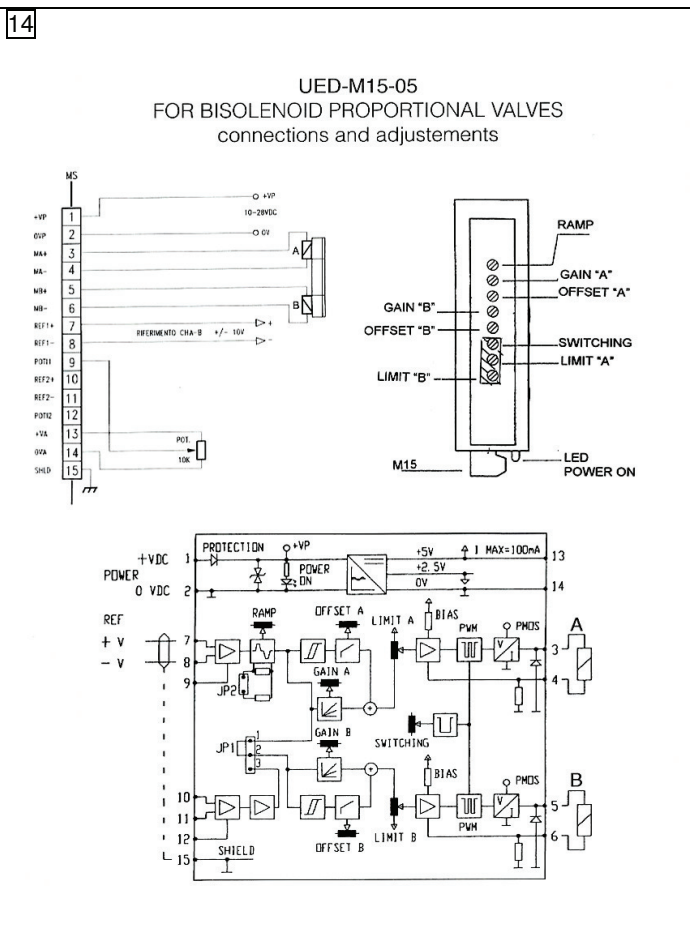 14
UED-M15-05
FOR BISOLENOID PROPORTIONAL VALVES
connections and adjustements
MS
+VP 1 +VP
10-28VDC
0VP 2 0V
MA+ 3
A
MA- 4
MB+ 5
B
MB- 6
REF1+ 7 +
RIFERIMENTO CHA-B +/- 10V
REF1- 8 -
POTI1 9
REF2+ 10
REF2- 11
POTI2 12
+VA 13
POT.
0VA 14
10K
SHLD 15
RAMP
GAIN "A"
OFFSET "A"
GAIN "B"
OFFSET "B"
SWITCHING
LIMIT "A"
LIMIT "B"
M15
LED
POWER ON
+VDC 1 PROTECTION +VP +5V I MAX=100mA 13
POWER POWER ON +2.5V
0 VDC 2 0V 14
REF
+ V 7
- V 8
9
RAMP OFFSET A LIMIT A BIAS PWM PMOS A
V I 3
4
JP2 GAIN A
JP1 1 2 3
GAIN B SWITCHING
BIAS PMOS B
10
11
12
V I 5
6
PWM
OFFSET B LIMIT B
15 SHIELD